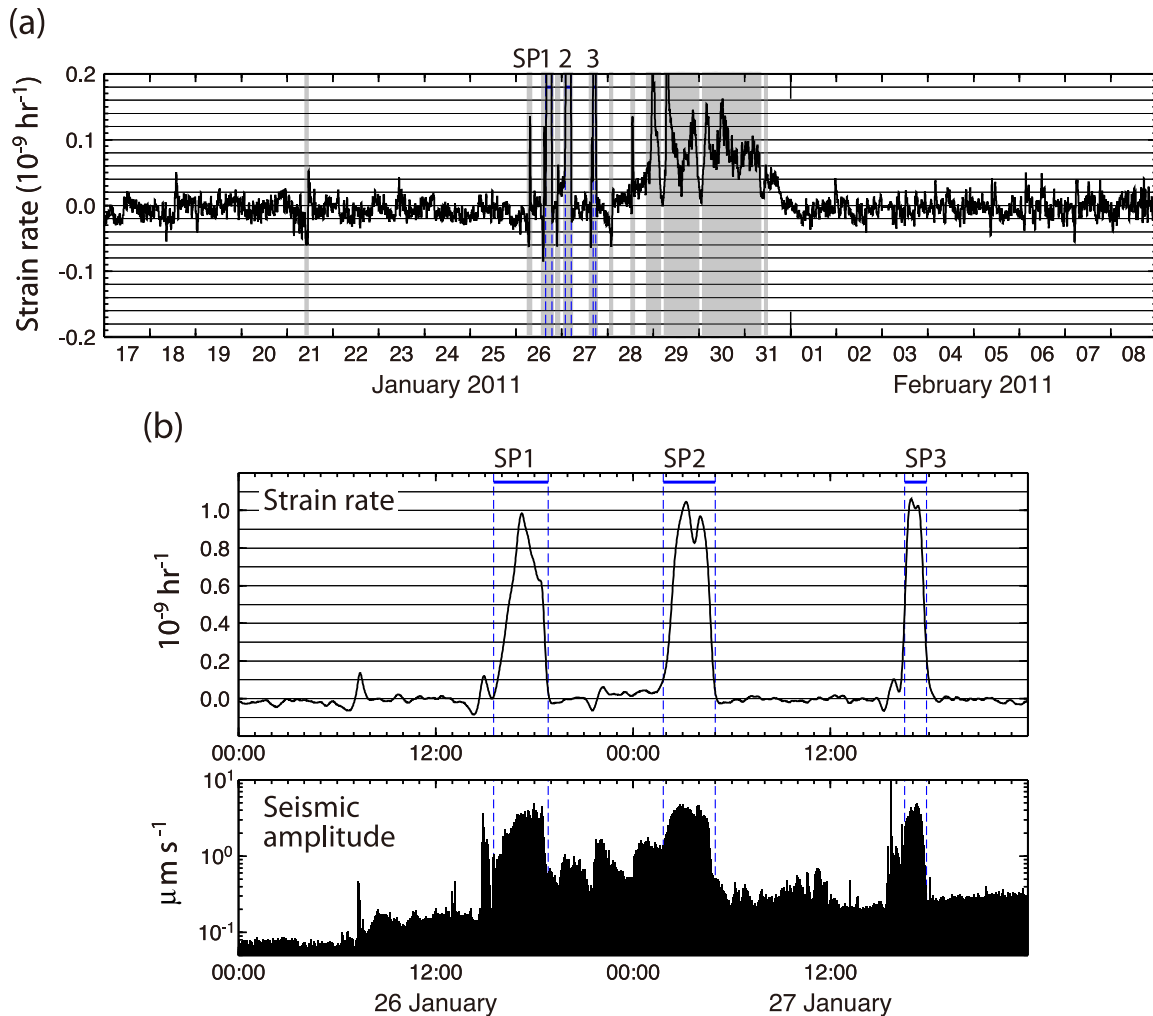 (a)
SP1 2 3
Strain rate (10⁻⁹ hr⁻¹)
0.2
0.1
0.0
-0.1
-0.2
17 18 19 20 21 22 23 24 25 26 27 28 29 30 31 01 02 03 04 05 06 07 08
January 2011 February 2011
(b)
SP1 SP2 SP3
Strain rate
10⁻⁹ hr⁻¹
1.0
0.8
0.6
0.4
0.2
0.0
00:00 12:00 00:00 12:00
Seismic
amplitude
μm s⁻¹
10¹
10⁰
10⁻¹
00:00 12:00 00:00 12:00
26 January 27 January